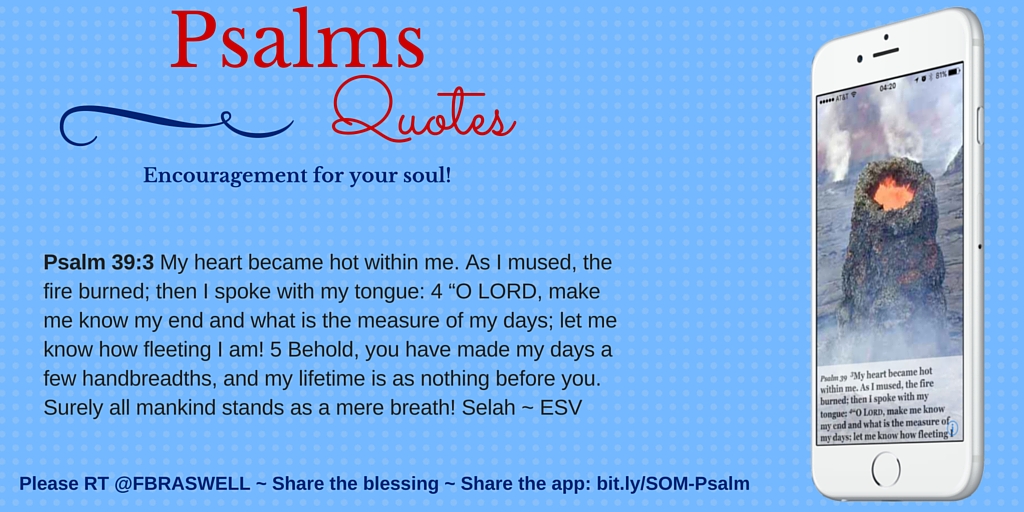 Psalms
Quotes
Encouragement for your soul!
Psalm 39:3 My heart became hot within me. As I mused, the
fire burned; then I spoke with my tongue: 4 “O LORD, make
me know my end and what is the measure of my days; let me
know how fleeting I am! 5 Behold, you have made my days a
few handbreadths, and my lifetime is as nothing before you.
Surely all mankind stands as a mere breath! Selah ~ ESV
Please RT @FBRASWELL ~ Share the blessing ~ Share the app: bit.ly/SOM-Psalm
AT&T 04:20 81%
Psalm 39 ³My heart became hot
within me. As I mused, the fire
burned; then I spoke with my
tongue: ⁴“O LORD, make me know
my end and what is the measure of
my days; let me know how fleeting